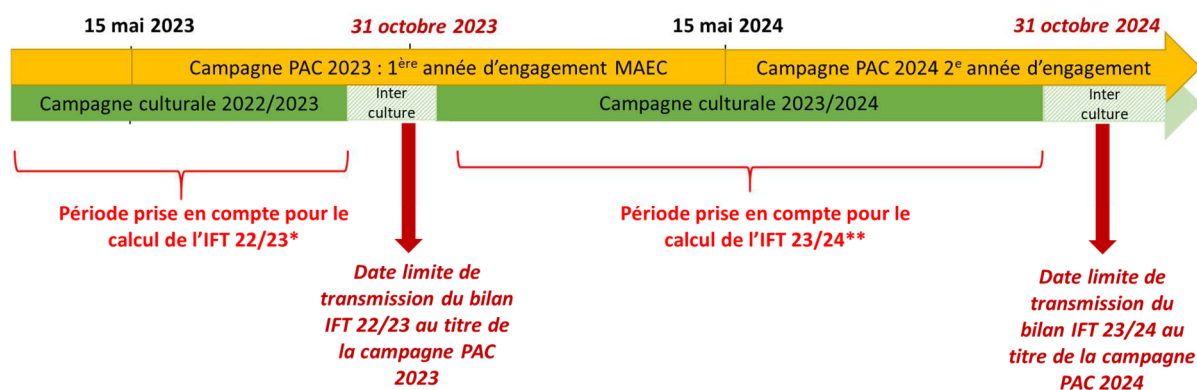 15 mai 2023
31 octobre 2023
15 mai 2024
31 octobre 2024
Campagne PAC 2023 : 1ère année d’engagement MAEC
Campagne PAC 2024 2e année d’engagement
Campagne culturale 2022/2023
Inter
culture
Campagne culturale 2023/2024
Inter
culture
Période prise en compte pour le
calcul de l’IFT 22/23*
Période prise en compte pour le
calcul de l’IFT 23/24**
Date limite de
transmission du bilan
IFT 22/23 au titre de
la campagne PAC
2023
Date limite de
transmission du
bilan IFT 23/24 au
titre de la campagne
PAC 2024